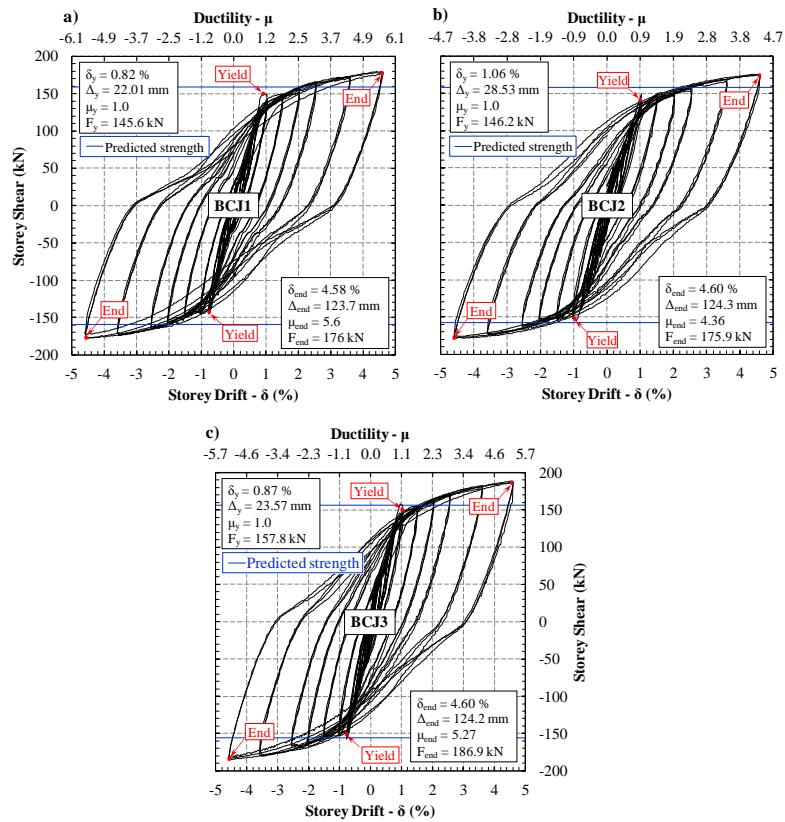 a)
Ductility - μ
-6.1 -5.1 -3.0 -2.5 -1.2 0.1 1.2 2.5 3.0 5.1 6.1
200
150
100
50
0
-50
-100
-150
-200
Storey Shear (kN)
δy = 0.82 %
Δy = 22.01 mm
μy = 1.0
Fy = 145.6 kN
Predicted strength
Yield
End
BCJ1
End
Yield
δend = 4.58 %
Δend = 123.7 mm
μend = 5.6
Fend = 176 kN
-5 -4 -3 -2 -1 0 1 2 3 4 5
Storey Drift - δ (%)
b)
Ductility - μ
-4.7 -3.7 -2.8 -1.9 -0.9 0.0 0.9 2.4 2.8 3.7 4.7
δy = 1.06 %
Δy = 28.53 mm
μy = 1.0
Fy = 146.2 kN
Predicted strength
Yield
End
BCJ2
End
Yield
δend = 4.60 %
Δend = 124.3 mm
μend = 4.36
Fend = 175.9 kN
-5 -4 -3 -2 -1 0 1 2 3 4 5
Storey Drift - δ (%)
c)
Ductility - μ
-5.7 -4.6 -3.4 -2.3 -1.1 0.0 1.1 2.3 3.4 4.6 5.7
δy = 0.87 %
Δy = 23.57 mm
μy = 1.0
Fy = 157.8 kN
Predicted strength
Yield
End
BCJ3
End
Yield
δend = 4.60 %
Δend = 124.2 mm
μend = 5.27
Fend = 186.9 kN
200
150
100
50
0
-50
-100
-150
-200
Storey Shear (kN)
-5 -4 -3 -2 -1 0 1 2 3 4 5
Storey Drift - δ (%)